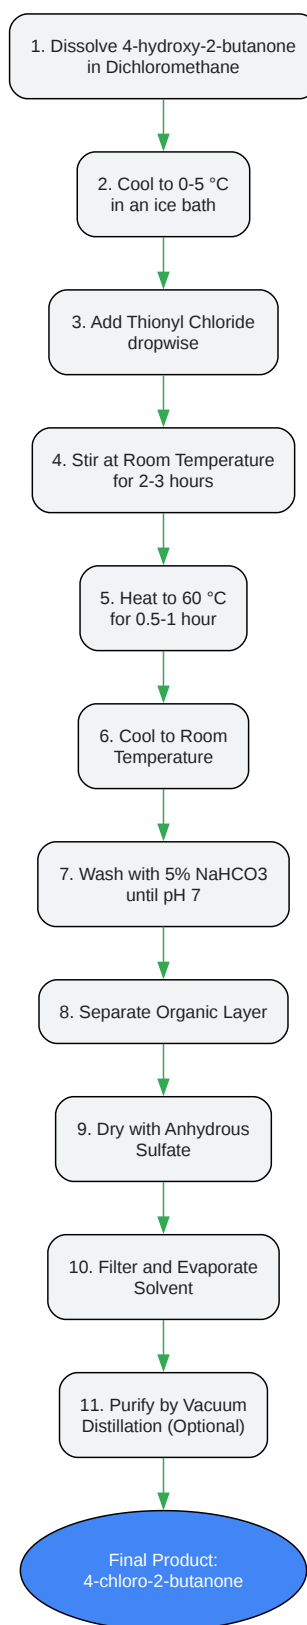 1. Dissolve 4-hydroxy-2-butanone
in Dichloromethane
2. Cool to 0-5 °C
in an ice bath
3. Add Thionyl Chloride
dropwise
4. Stir at Room Temperature
for 2-3 hours
5. Heat to 60 °C
for 0.5-1 hour
6. Cool to Room
Temperature
7. Wash with 5% NaHCO3
until pH 7
8. Separate Organic Layer
9. Dry with Anhydrous
Sulfate
10. Filter and Evaporate
Solvent
11. Purify by Vacuum
Distillation (Optional)
Final Product:
4-chloro-2-butanone